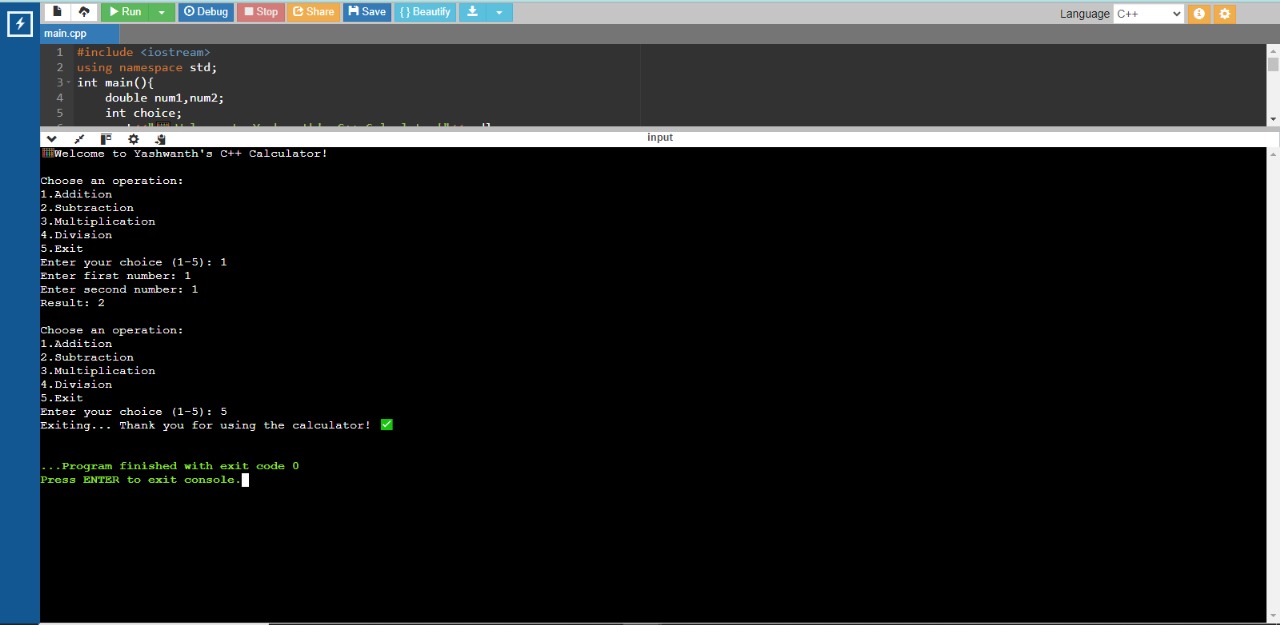 Run Debug Stop Share Save { } Beautify Language C++
main.cpp
1 #include <iostream>
2 using namespace std;
3 int main(){
4 double num1,num2;
5 int choice;
input
Welcome to Yashwanth's C++ Calculator!
Choose an operation:
1.Addition
2.Subtraction
3.Multiplication
4.Division
5.Exit
Enter your choice (1-5): 1
Enter first number: 1
Enter second number: 1
Result: 2
Choose an operation:
1.Addition
2.Subtraction
3.Multiplication
4.Division
5.Exit
Enter your choice (1-5): 5
Exiting... Thank you for using the calculator! ✅
...Program finished with exit code 0
Press ENTER to exit console.